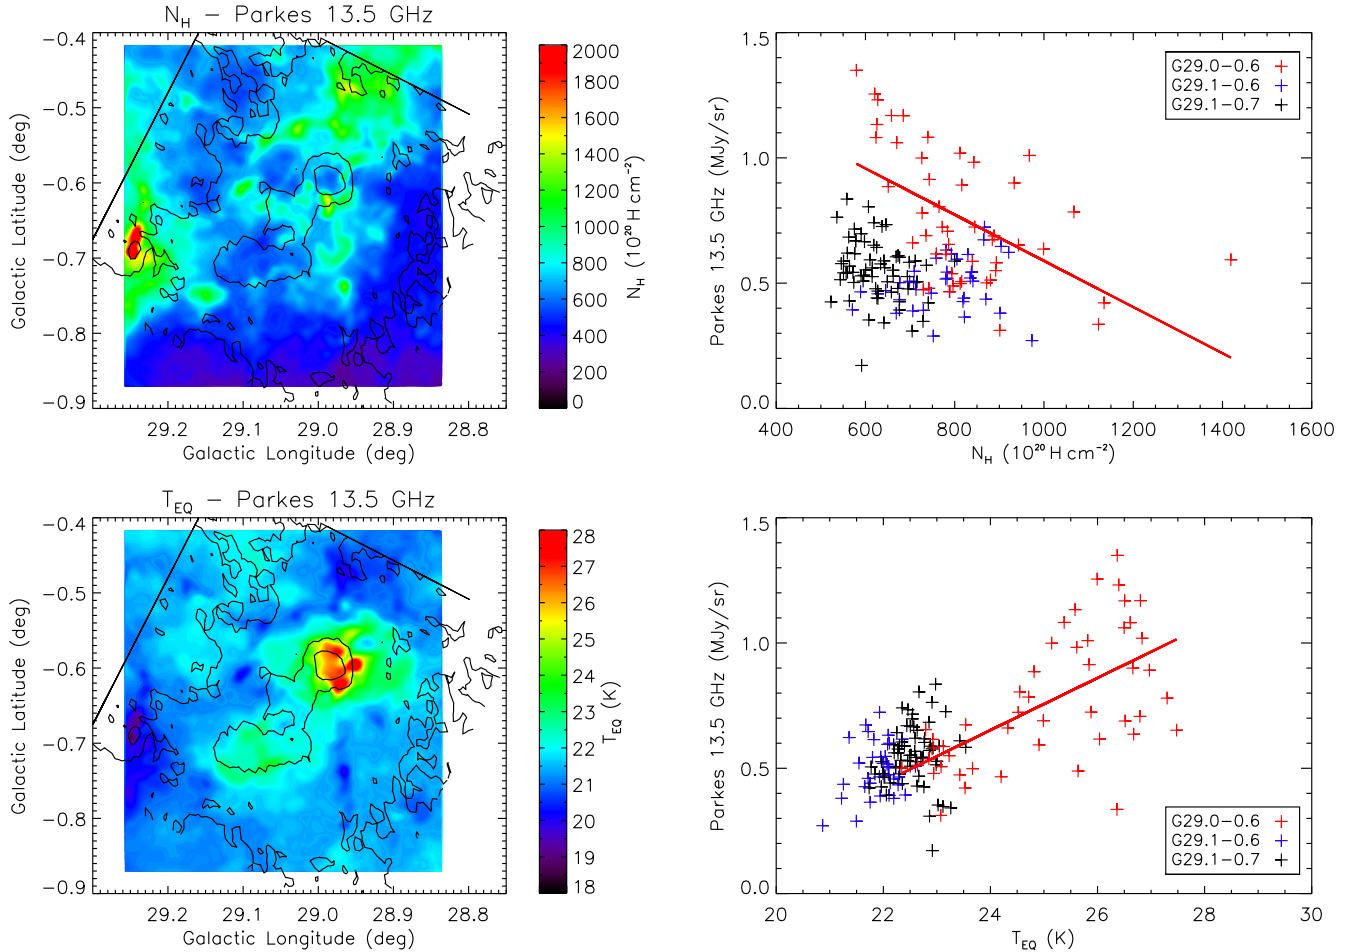 N_H – Parkes 13.5 GHz
−0.4
−0.5
−0.6
−0.7
−0.8
−0.9
Galactic Latitude (deg)
29.2 29.1 29.0 28.9 28.8
Galactic Longitude (deg)
2000
1800
1600
1400
1200
1000
800
600
400
200
0
N_H (10²⁰ H cm⁻²)
1.5
1.0
0.5
0.0
Parkes 13.5 GHz (MJy/sr)
G29.0−0.6
G29.1−0.6
G29.1−0.7
400 600 800 1000 1200 1400 1600
N_H (10²⁰ H cm⁻²)
T_EQ – Parkes 13.5 GHz
−0.4
−0.5
−0.6
−0.7
−0.8
−0.9
Galactic Latitude (deg)
29.2 29.1 29.0 28.9 28.8
Galactic Longitude (deg)
28
27
26
25
24
23
22
21
20
19
18
T_EQ (K)
1.5
1.0
0.5
0.0
Parkes 13.5 GHz (MJy/sr)
G29.0−0.6
G29.1−0.6
G29.1−0.7
20 22 24 26 28 30
T_EQ (K)